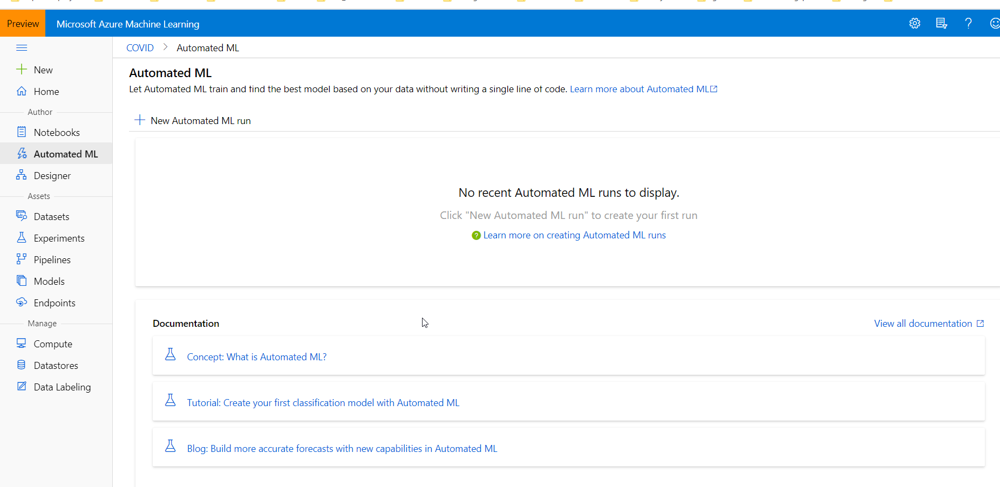 Preview
Microsoft Azure Machine Learning
COVID > Automated ML
New
Home
Author
Notebooks
Automated ML
Designer
Assets
Datasets
Experiments
Pipelines
Models
Endpoints
Manage
Compute
Datastores
Data Labeling
Automated ML
Let Automated ML train and find the best model based on your data without writing a single line of code. Learn more about Automated ML
New Automated ML run
No recent Automated ML runs to display.
Click "New Automated ML run" to create your first run
Learn more on creating Automated ML runs
Documentation
View all documentation
Concept: What is Automated ML?
Tutorial: Create your first classification model with Automated ML
Blog: Build more accurate forecasts with new capabilities in Automated ML